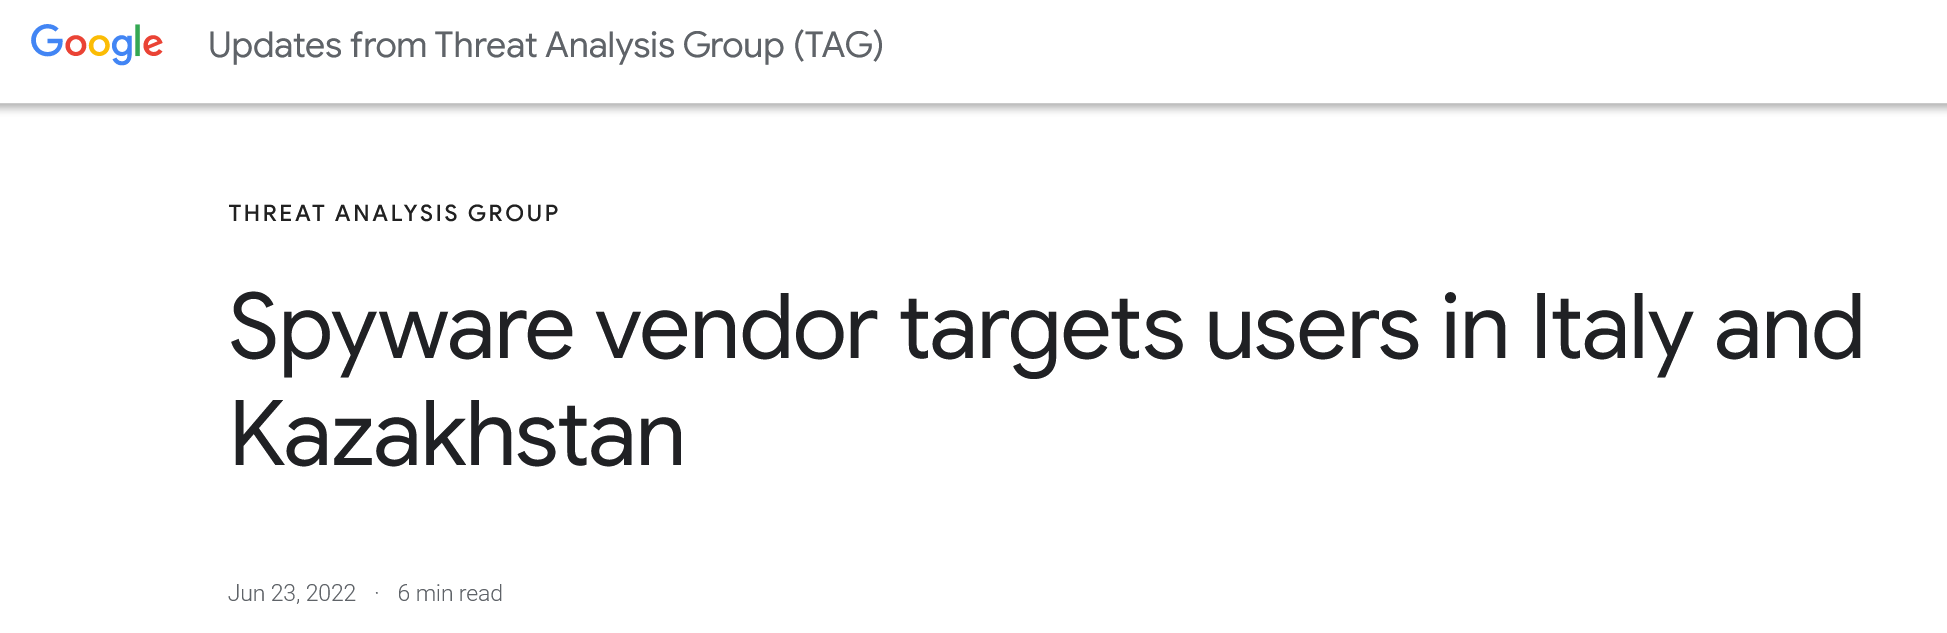 Google Updates from Threat Analysis Group (TAG)
THREAT ANALYSIS GROUP
Spyware vendor targets users in Italy and
Kazakhstan
Jun 23, 2022 · 6 min read